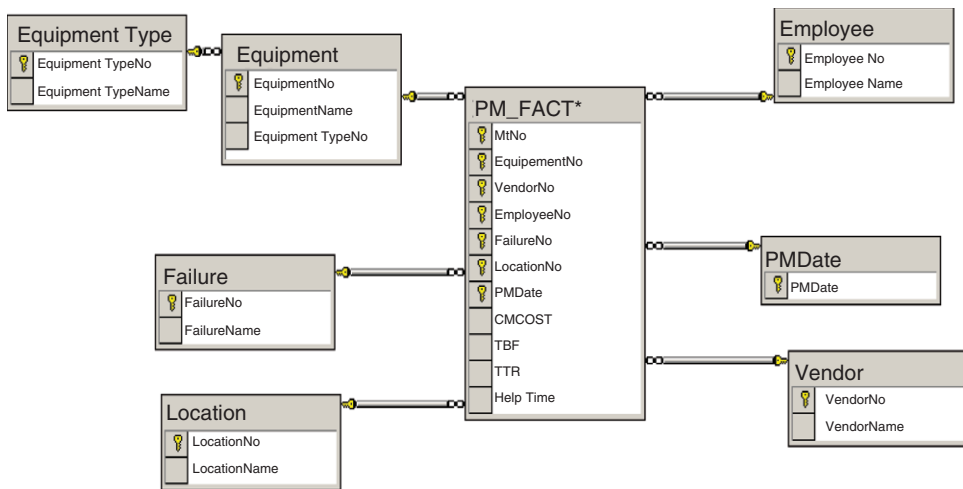 Equipment Type
Equipment TypeNo
Equipment TypeName
Equipment
EquipmentNo
EquipmentName
Equipment TypeNo
Employee
Employee No
Employee Name
PM_FACT*
MtNo
EquipementNo
VendorNo
EmployeeNo
FailureNo
LocationNo
PMDate
CMCOST
TBF
TTR
Help Time
Failure
FailureNo
FailureName
PMDate
PMDate
Location
LocationNo
LocationName
Vendor
VendorNo
VendorName